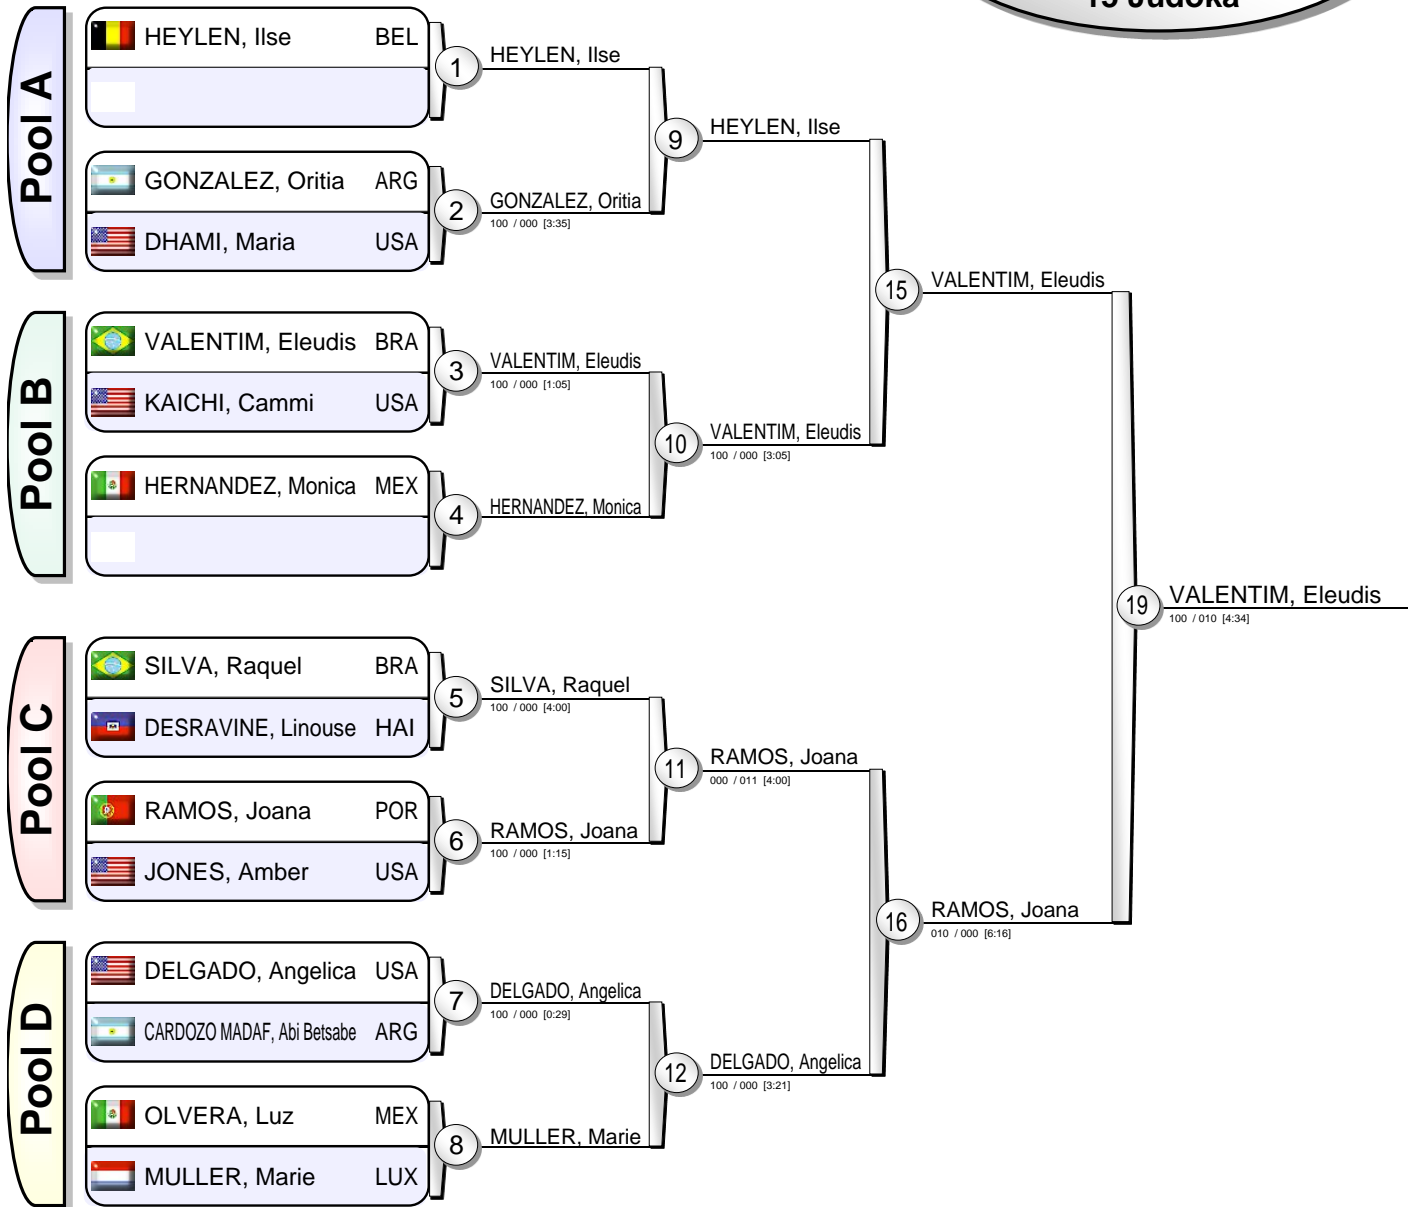 15 Judoka
Pool A
HEYLEN, Ilse BEL
1
HEYLEN, Ilse
GONZALEZ, Oritia ARG
DHAMI, Maria USA
2
GONZALEZ, Oritia
100 / 000 [3:35]
9
HEYLEN, Ilse
Pool B
VALENTIM, Eleudis BRA
KAICHI, Cammi USA
3
VALENTIM, Eleudis
100 / 000 [1:05]
HERNANDEZ, Monica MEX
4
HERNANDEZ, Monica
10
VALENTIM, Eleudis
100 / 000 [3:05]
15
VALENTIM, Eleudis
Pool C
SILVA, Raquel BRA
DESRAVINE, Linouse HAI
5
SILVA, Raquel
100 / 000 [4:00]
RAMOS, Joana POR
JONES, Amber USA
6
RAMOS, Joana
100 / 000 [1:15]
11
RAMOS, Joana
000 / 011 [4:00]
Pool D
DELGADO, Angelica USA
CARDOZO MADAF, Abi Betsabe ARG
7
DELGADO, Angelica
100 / 000 [0:29]
OLVERA, Luz MEX
MULLER, Marie LUX
8
MULLER, Marie
12
DELGADO, Angelica
100 / 000 [3:21]
16
RAMOS, Joana
010 / 000 [6:16]
19
VALENTIM, Eleudis
100 / 010 [4:34]